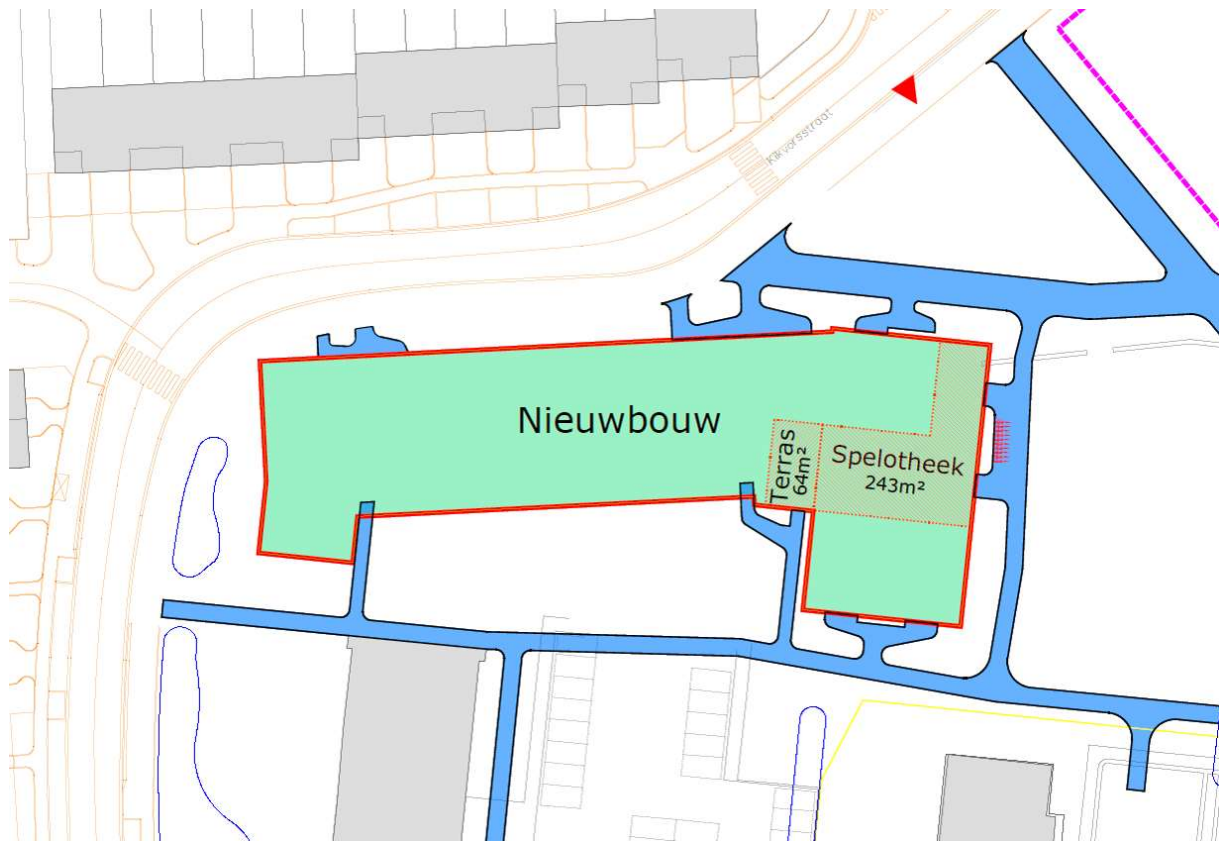 Kikvorsstraat
Nieuwbouw
Terras
64m²
Spelotheek
243m²